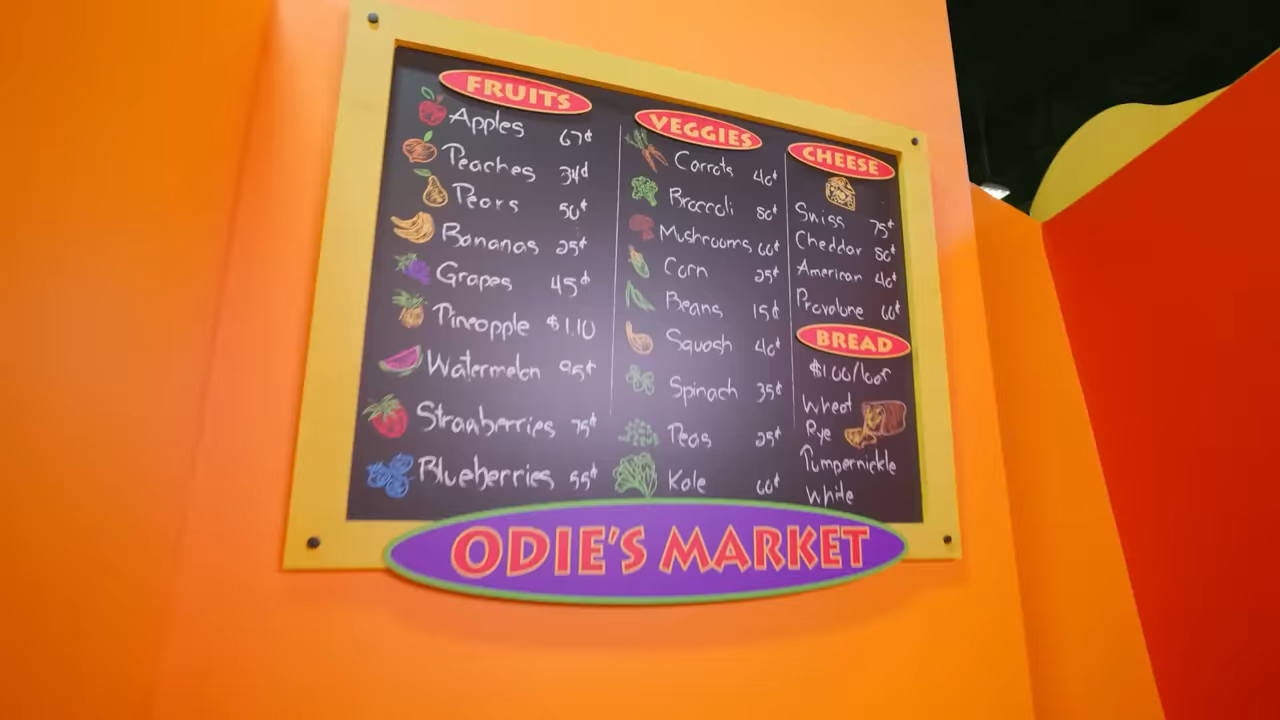 FRUITS
Apples 67¢
Peaches 34¢
Pears 50¢
Bananas 25¢
Grapes 45¢
Pineapple $1.10
Watermelon 95¢
Strawberries 75¢
Blueberries 55¢
VEGGIES
Carrots 40¢
Broccoli 80¢
Mushrooms 60¢
Corn 25¢
Beans 15¢
Squash 40¢
Spinach 35¢
Peas 25¢
Kale 60¢
CHEESE
Swiss 75¢
Cheddar 80¢
American 40¢
Provolone 60¢
BREAD
$1.00/loaf
Wheat
Rye
Pumpernickle
White
ODIE'S MARKET